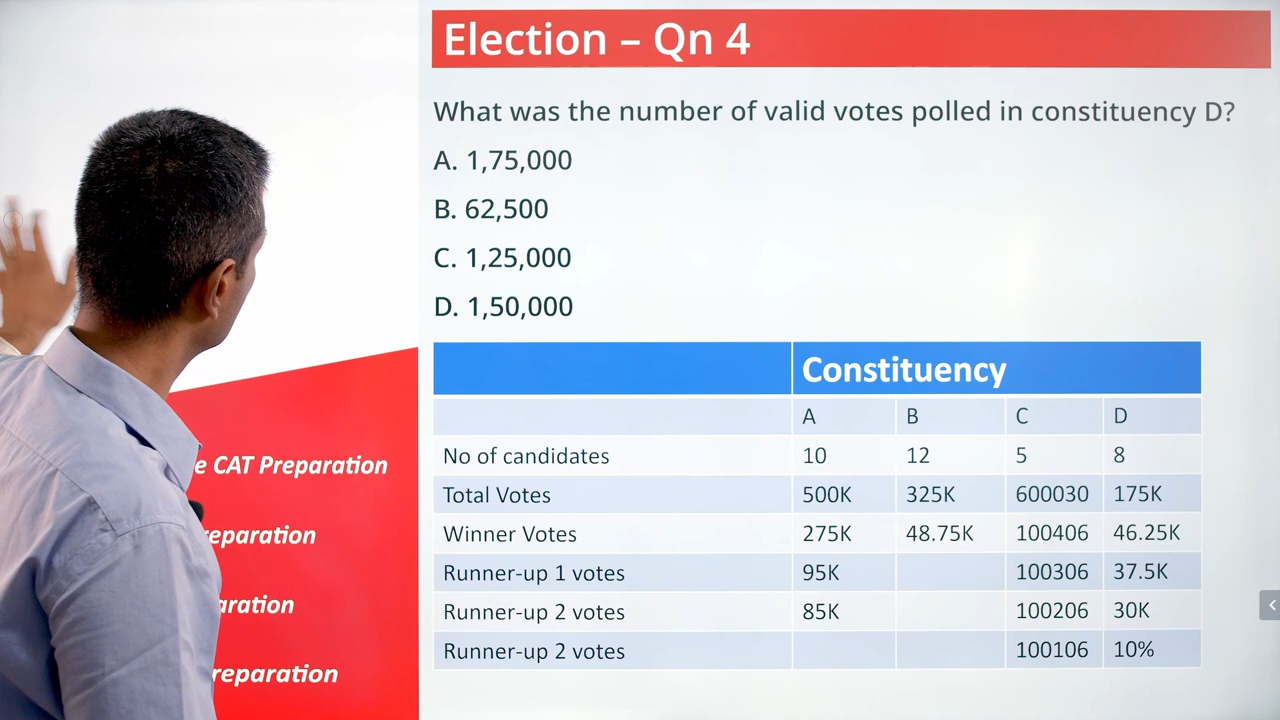 Election – Qn 4
What was the number of valid votes polled in constituency D?
A. 1,75,000
B. 62,500
C. 1,25,000
D. 1,50,000
Constituency
A B C D
No of candidates 10 12 5 8
Total Votes 500K 325K 600030 175K
Winner Votes 275K 48.75K 100406 46.25K
Runner-up 1 votes 95K 100306 37.5K
Runner-up 2 votes 85K 100206 30K
Runner-up 2 votes 100106 10%
e CAT Preparation
eparation
aration
reparation